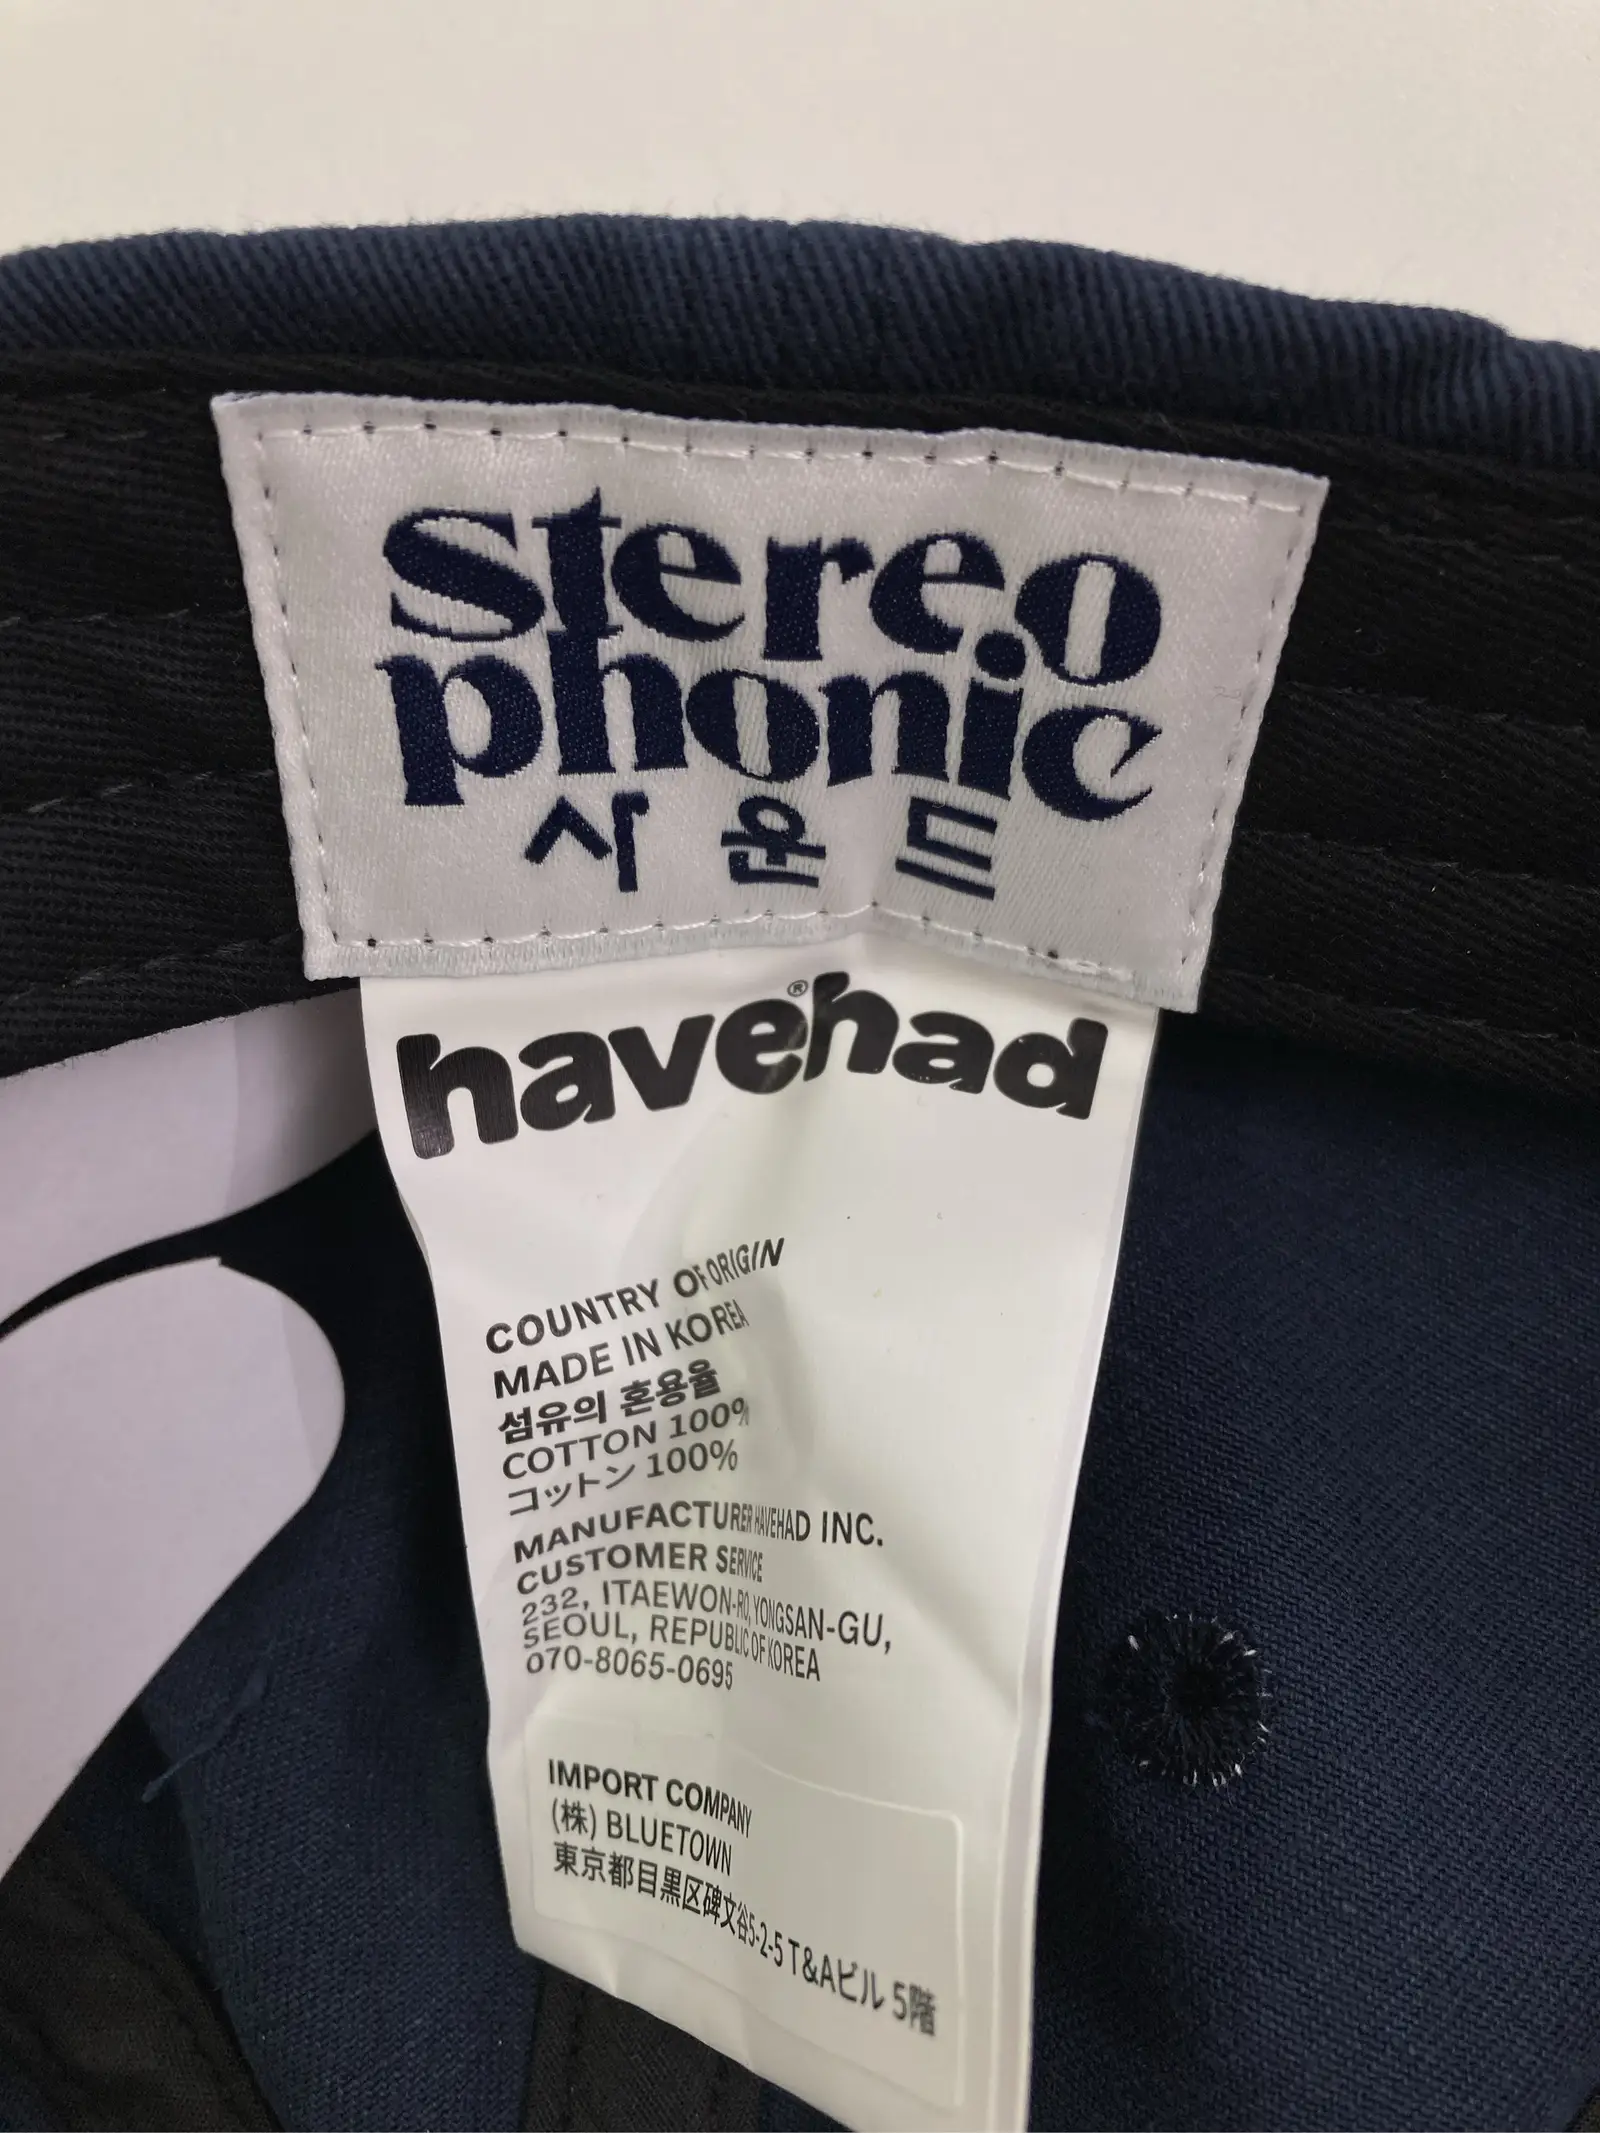 stereo
phonic
사운드
havehad®
COUNTRY OF ORIGIN
MADE IN KOREA
섬유의 혼용율
COTTON 100%
コットン 100%
MANUFACTURER HAVEHAD INC.
CUSTOMER SERVICE
232, ITAEWON-RO, YONGSAN-GU,
SEOUL, REPUBLIC OF KOREA
070-8065-0695
IMPORT COMPANY
(株) BLUETOWN
東京都目黒区碑文谷5-2-5 T&Aビル 5階